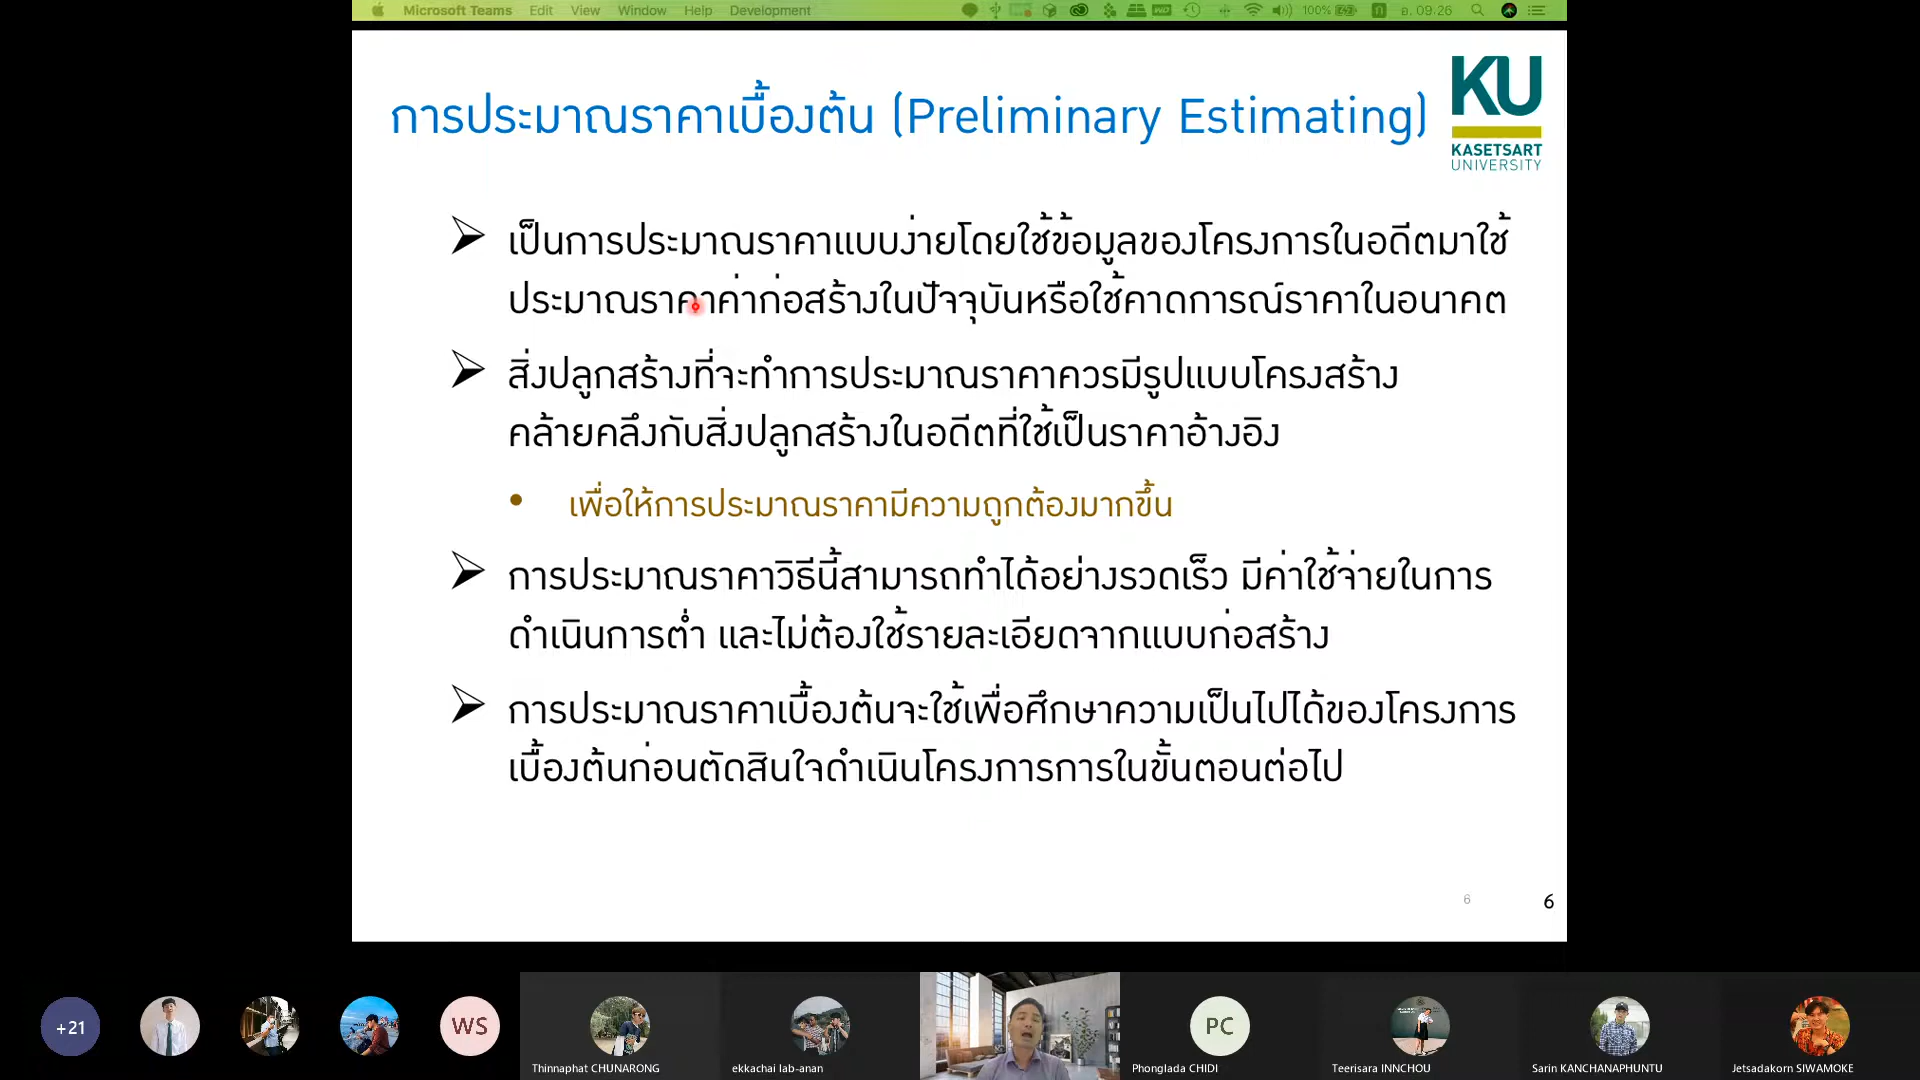 Microsoft Teams Edit View Window Help Development 100% อ. 09.26
การประมาณราคาเบื้องต้น (Preliminary Estimating)
KU
KASETSART
UNIVERSITY
เป็นการประมาณราคาแบบง่ายโดยใช้ข้อมูลของโครงการในอดีตมาใช้
ประมาณราคาค่าก่อสร้างในปัจจุบันหรือใช้คาดการณ์ราคาในอนาคต
สิ่งปลูกสร้างที่จะทำการประมาณราคาควรมีรูปแบบโครงสร้าง
คล้ายคลึงกับสิ่งปลูกสร้างในอดีตที่ใช้เป็นราคาอ้างอิง
• เพื่อให้การประมาณราคามีความถูกต้องมากขึ้น
การประมาณราคาวิธีนี้สามารถทำได้อย่างรวดเร็ว มีค่าใช้จ่ายในการ
ดำเนินการต่ำ และไม่ต้องใช้รายละเอียดจากแบบก่อสร้าง
การประมาณราคาเบื้องต้นจะใช้เพื่อศึกษาความเป็นไปได้ของโครงการ
เบื้องต้นก่อนตัดสินใจดำเนินโครงการการในขั้นตอนต่อไป
6 6
+21 WS PC
Thinnaphat CHUNARONG ekkachai lab-anan Phonglada CHIDI Teerisara INNCHOU Sarin KANCHANAPHUNTU Jetsadakorn SIWAMOKE